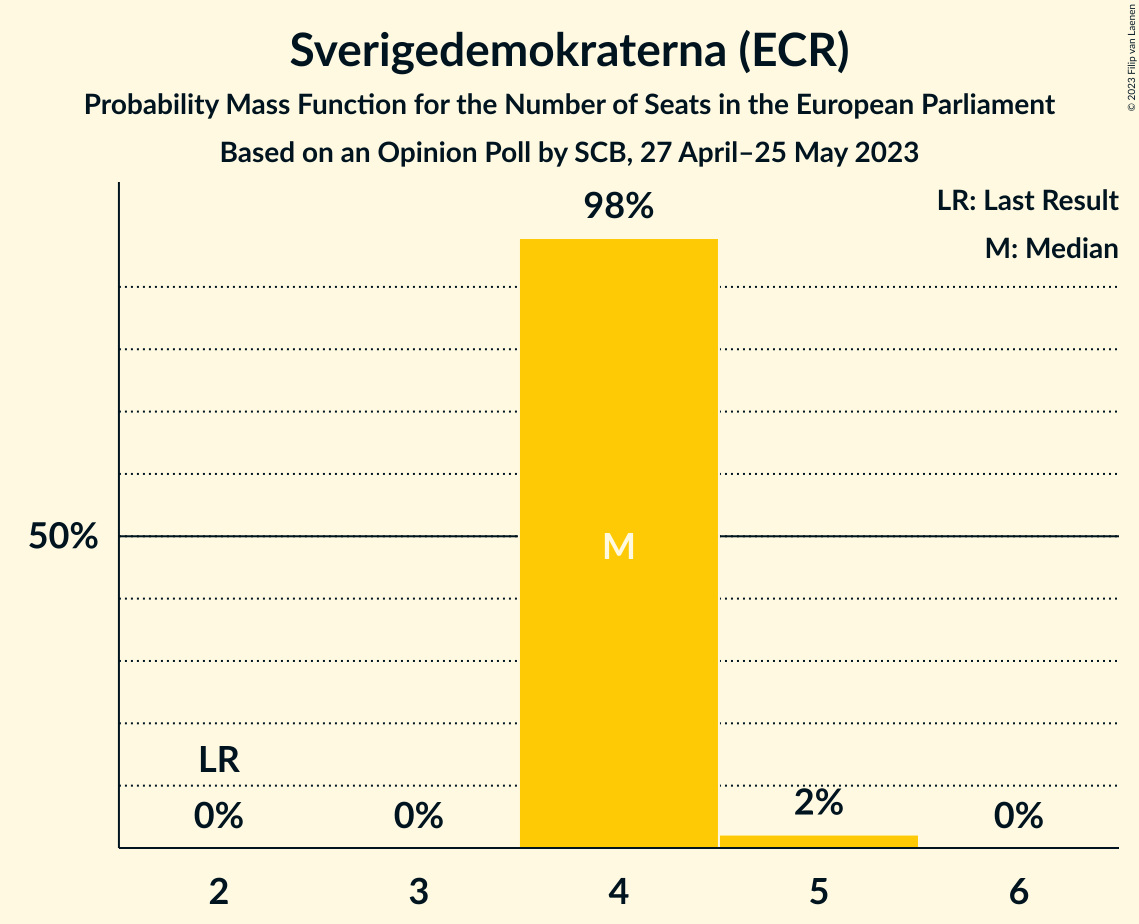 Sverigedemokraterna (ECR)
Probability Mass Function for the Number of Seats in the European Parliament
Based on an Opinion Poll by SCB, 27 April–25 May 2023
© 2023 Filip van Laenen
LR: Last Result
M: Median
98%
50%
M
LR
0%
0%
2%
0%
2
3
4
5
6